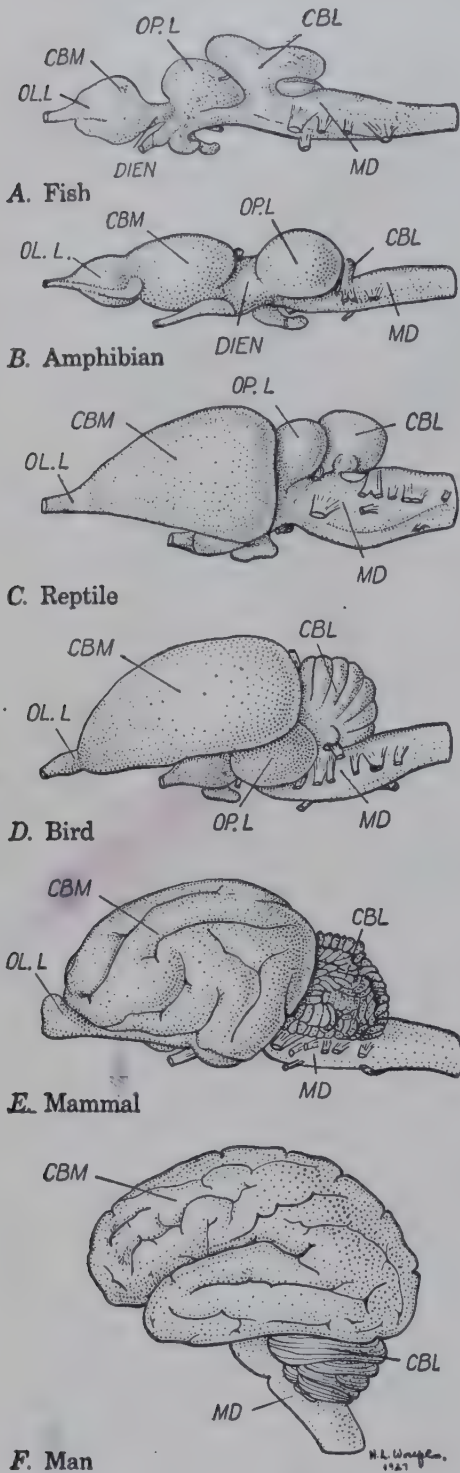 OP. L
CBL
CBM
OL. L
DIEN
MD
A. Fish
CBM
OP. L
OL. L.
CBL
DIEN
MD
B. Amphibian
OP. L
CBM
CBL
OL. L
MD
C. Reptile
CBL
CBM
OL. L
OP. L
MD
D. Bird
CBM
CBL
OL. L
MD
E. Mammal
CBM
CBL
MD
F. Man
1927